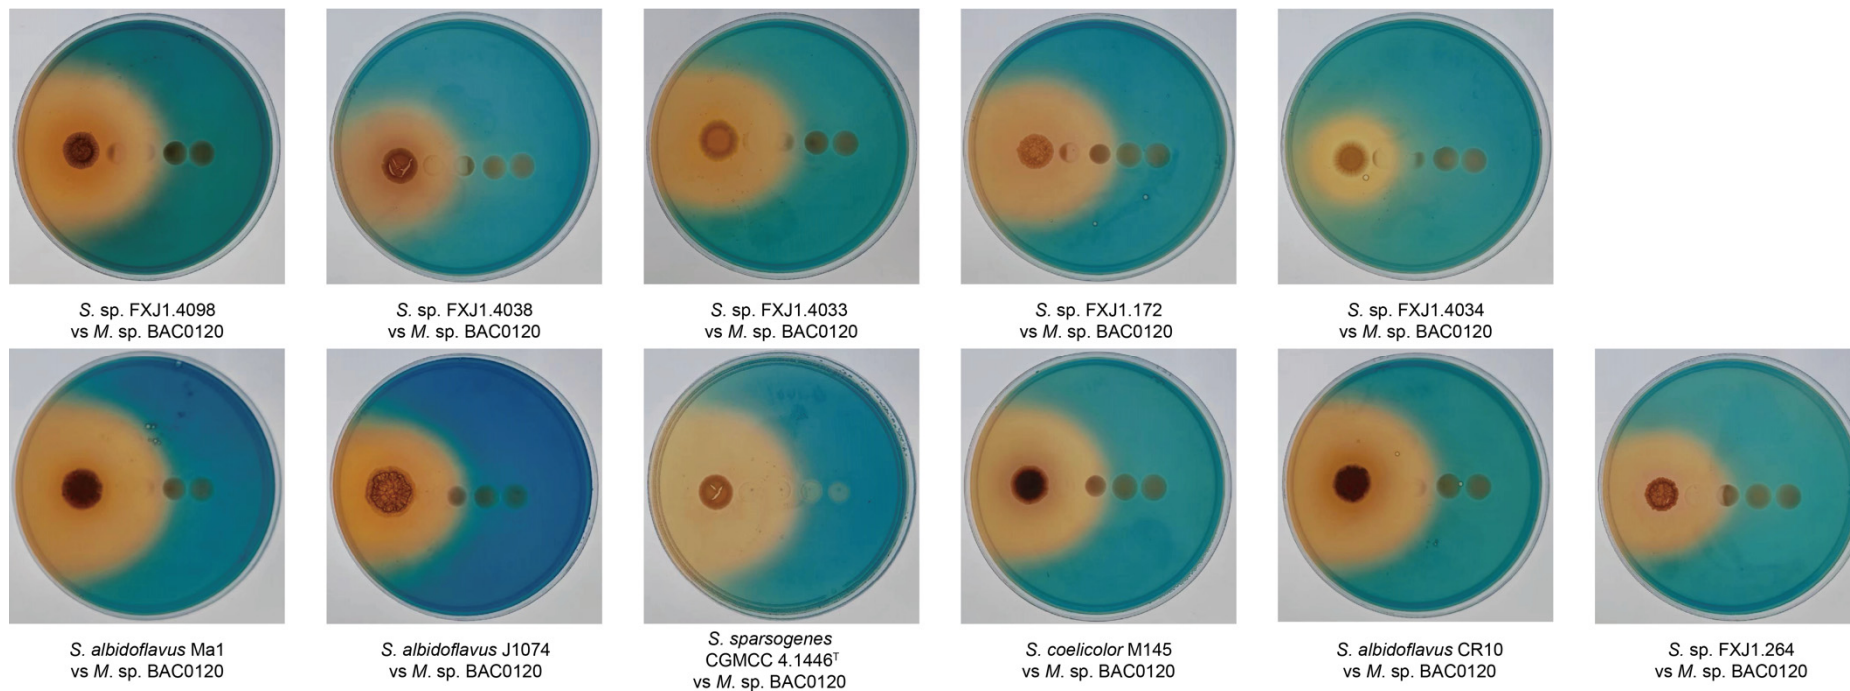 S. sp. FXJ1.4098
vs M. sp. BAC0120
S. sp. FXJ1.4038
vs M. sp. BAC0120
S. sp. FXJ1.4033
vs M. sp. BAC0120
S. sp. FXJ1.172
vs M. sp. BAC0120
S. sp. FXJ1.4034
vs M. sp. BAC0120
S. albidoflavus Ma1
vs M. sp. BAC0120
S. albidoflavus J1074
vs M. sp. BAC0120
S. sparsogenes
CGMCC 4.1446ᵀ
vs M. sp. BAC0120
S. coelicolor M145
vs M. sp. BAC0120
S. albidoflavus CR10
vs M. sp. BAC0120
S. sp. FXJ1.264
vs M. sp. BAC0120